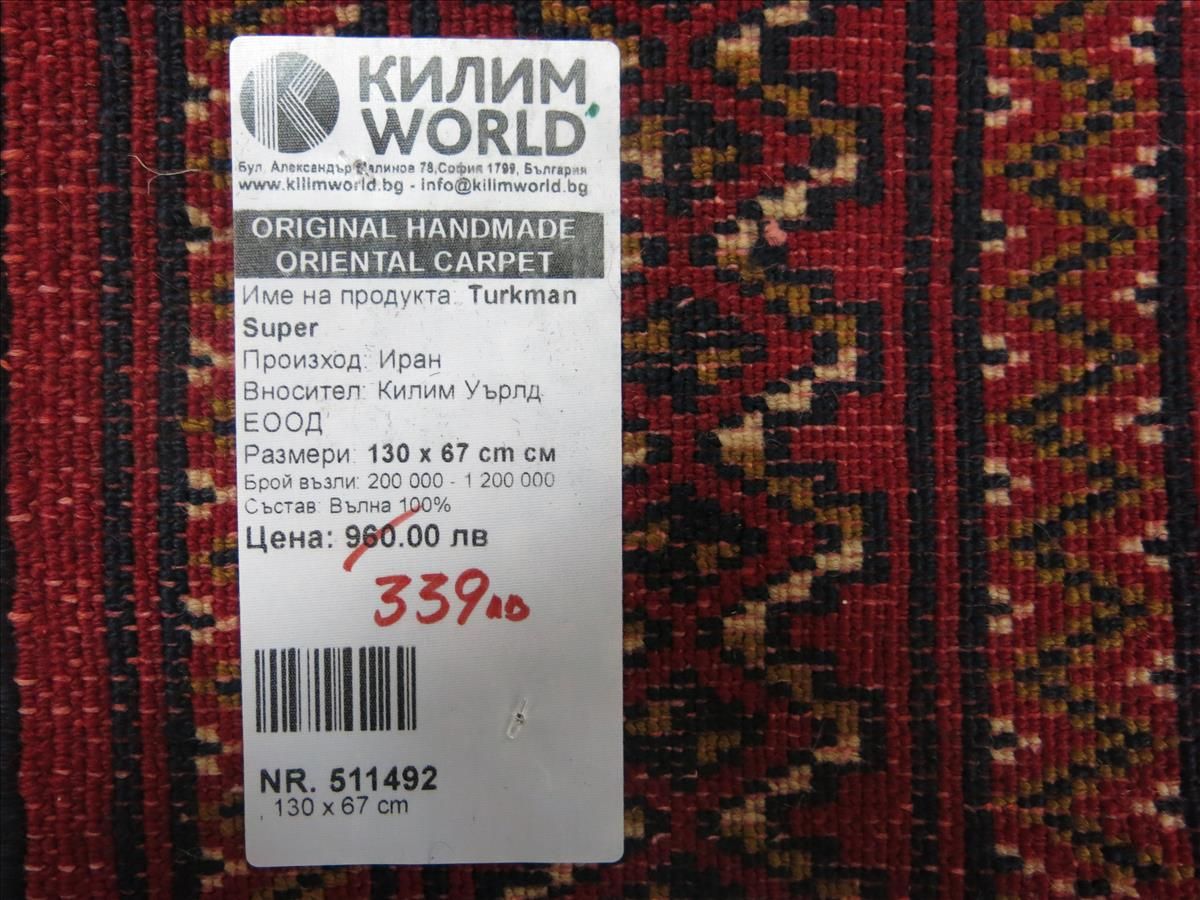 КИЛИМ
WORLD
Бул. Александър Малинов 78,София 1799, България
www.kilimworld.bg - info@kilimworld.bg
ORIGINAL HANDMADE
ORIENTAL CARPET
Име на продукта: Turkman
Super
Произход: Иран
Вносител: Килим Уърлд
ЕООД
Размери: 130 x 67 cm см
Брой възли: 200 000 - 1 200 000
Състав: Вълна 100%
Цена: 960.00 лв
339лв
NR. 511492
130 x 67 cm